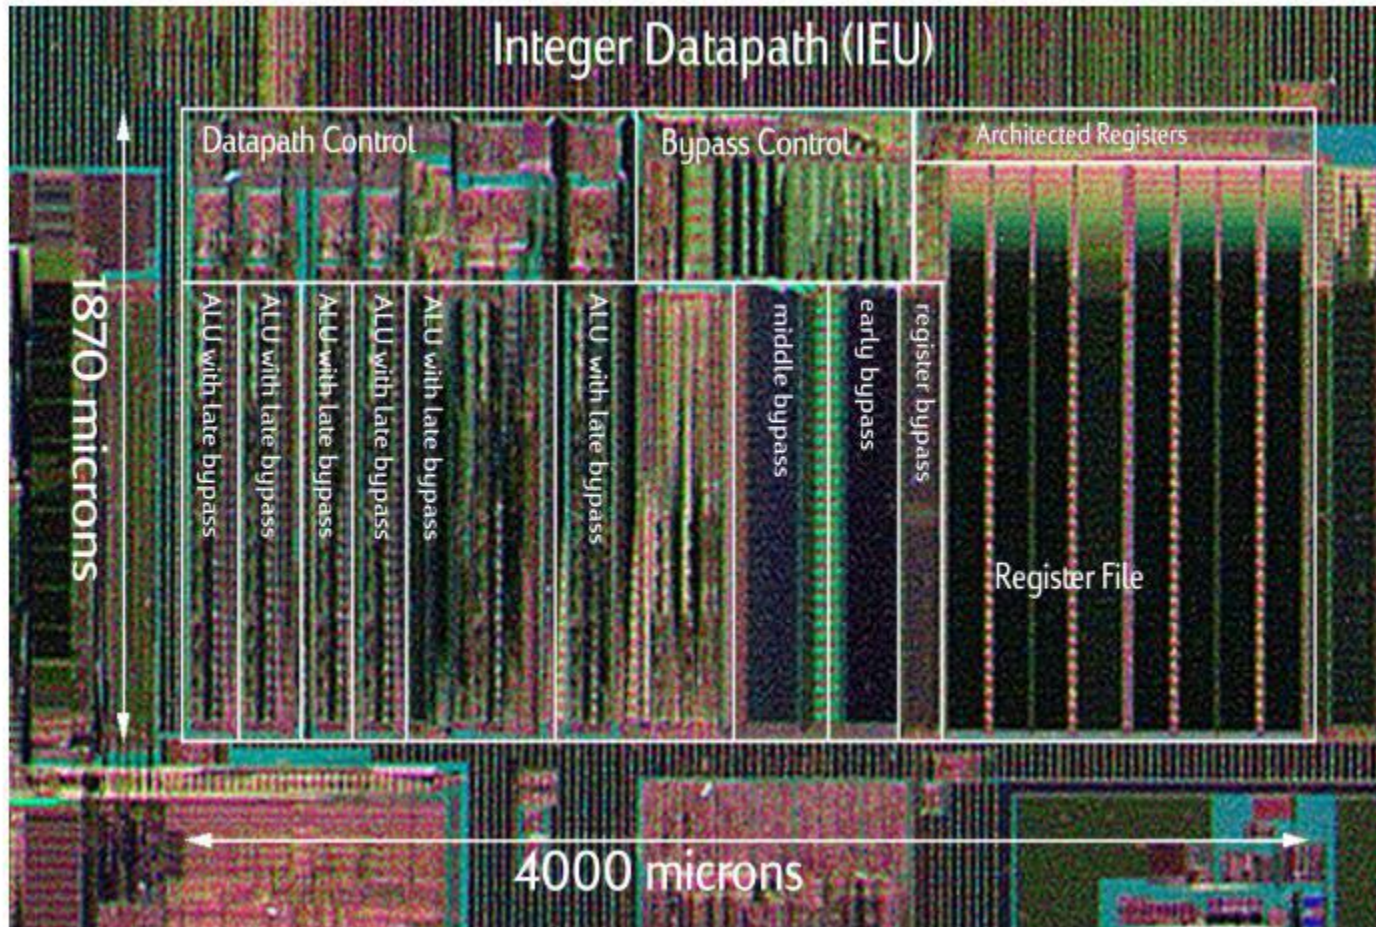 Integer Datapath (IEU)
Datapath Control
Bypass Control
Architected Registers
1870 microns
ALU with late bypass
ALU with late bypass
ALU with late bypass
ALU with late bypass
ALU with late bypass
ALU with late bypass
middle bypass
early bypass
register bypass
Register File
4000 microns